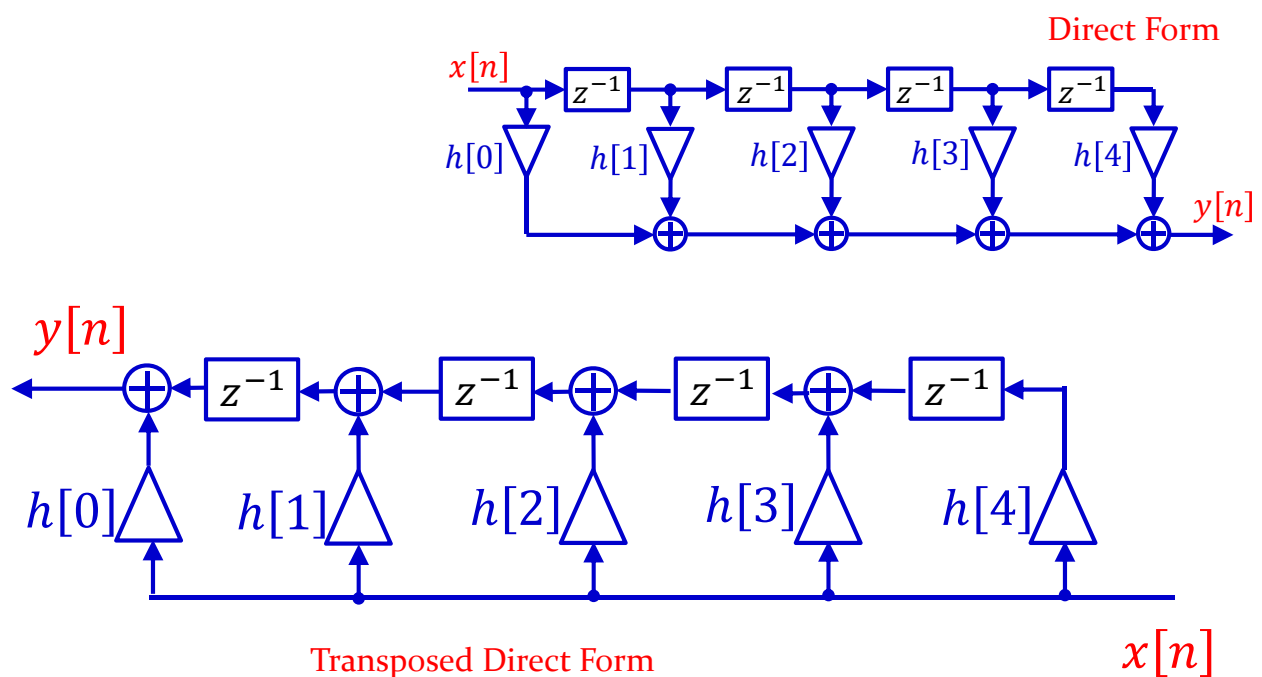 Direct Form
x[n]
z⁻¹ z⁻¹ z⁻¹ z⁻¹
h[0] h[1] h[2] h[3] h[4]
y[n]
y[n]
z⁻¹ z⁻¹ z⁻¹ z⁻¹
h[0] h[1] h[2] h[3] h[4]
Transposed Direct Form
x[n]